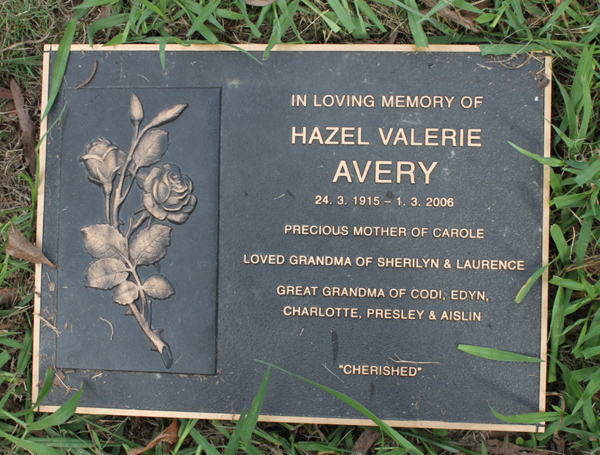 IN LOVING MEMORY OF
HAZEL VALERIE
AVERY
24. 3. 1915 – 1. 3. 2006
PRECIOUS MOTHER OF CAROLE
LOVED GRANDMA OF SHERILYN & LAURENCE
GREAT GRANDMA OF CODI, EDYN,
CHARLOTTE, PRESLEY & AISLIN
"CHERISHED"